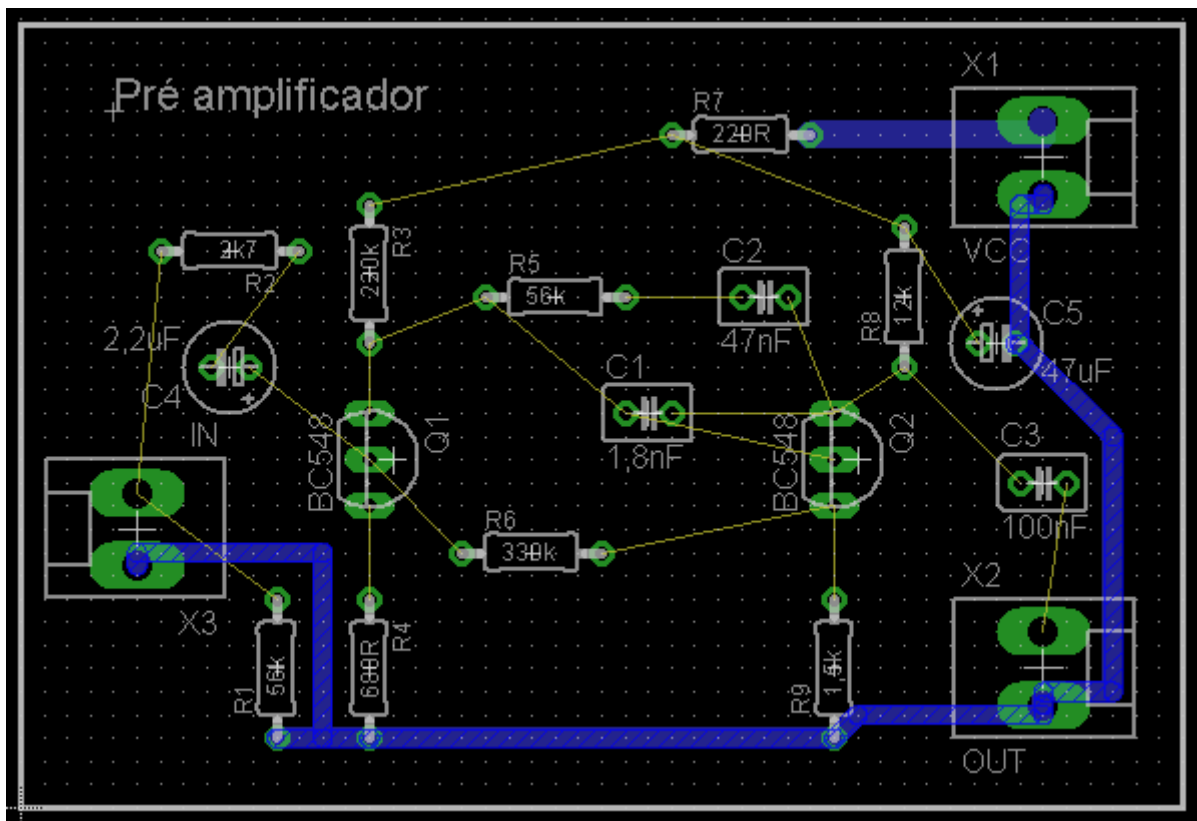 Pré amplificador
X1
R7
220R
VCC
R3
220k
2k7
R2
R5
56k
C2
47nF
R8
12k
C5
47uF
2,2uF
C4
IN
C1
1,8nF
BC548
Q1
BC548
Q2
C3
100nF
R6
330k
X3
X2
R1
56k
R4
680R
R9
1,5k
OUT